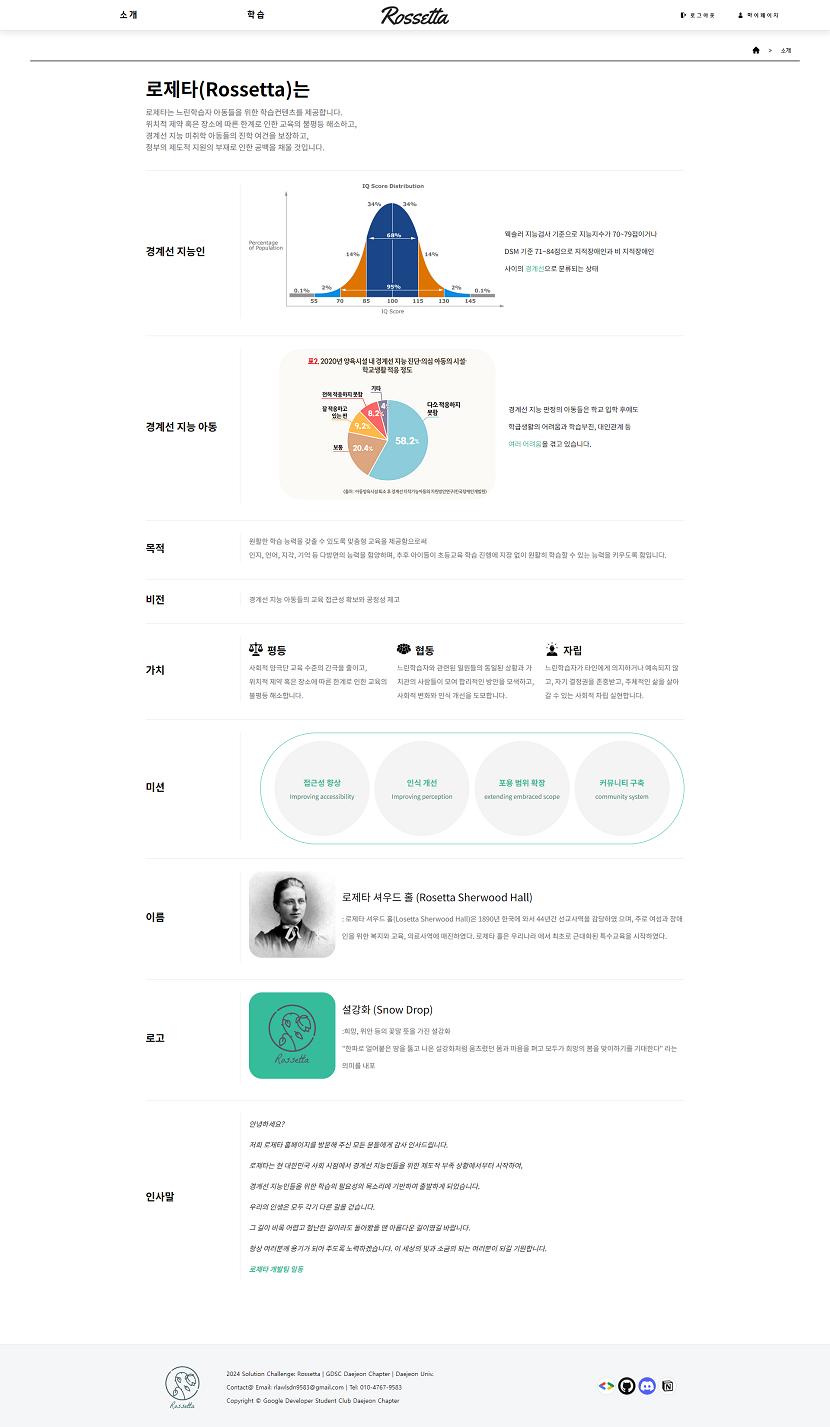 소개
학습
Rossetta
로그아웃
마이페이지
> 소개
로제타(Rossetta)는
로제타는 느린학습자 아동들을 위한 학습컨텐츠를 제공합니다.
위치적 제약 혹은 장소에 따른 한계로 인한 교육의 불평등 해소하고,
경계선 지능 미취학 아동들의 진학 여건을 보장하고,
정부의 제도적 지원의 부재로 인한 공백을 채울 것입니다.
경계선 지능인
IQ Score Distribution
34% 34%
Percentage
of Population
68%
14% 14%
0.1% 2% 95% 2% 0.1%
55 70 85 100 115 130 145
IQ Score
웩슬러 지능검사 기준으로 지능지수가 70~79점이거나
DSM 기준 71~84점으로 지적장애인과 비 지적장애인
사이의 경계선으로 분류되는 상태
경계선 지능 아동
표2. 2020년 양육시설 내 경계선 지능 진단·의심 아동의 시설·
학교생활 적응 정도
기타
전혀 적응하지 못함
잘 적응하고
있는 편
보통
다소 적응하지
못함
4%
8.2%
9.2%
20.4%
58.2%
경계선 지능 판정의 아동들은 학교 입학 후에도
학급생활의 어려움과 학습부진, 대인관계 등
여러 어려움을 겪고 있습니다.
목적
원활한 학습 능력을 갖출 수 있도록 맞춤형 교육을 제공함으로써
인지, 언어, 지각, 기억 등 다방면의 능력을 함양하며, 추후 아이들이 초등교육 학습 진행에 지장 없이 원활히 학습할 수 있는 능력을 키우도록 함입니다.
비전
경계선 지능 아동들의 교육 접근성 확보와 공정성 제고
가치
평등
사회적 양극단 교육 수준의 간극을 줄이고,
위치적 제약 혹은 장소에 따른 한계로 인한 교육의
불평등 해소합니다.
협동
느린학습자와 관련된 일원들의 동일된 상황과 가
치관의 사람들이 모여 합리적인 방안을 모색하고,
사회적 변화와 인식 개선을 도모합니다.
자립
느린학습자가 타인에게 의지하거나 예속되지 않
고, 자기 결정권을 존중받고, 주체적인 삶을 살아
갈 수 있는 사회적 자립 실현합니다.
미션
접근성 향상
Improving accessibility
인식 개선
Improving perception
포용 범위 확장
extending embraced scope
커뮤니티 구축
community system
이름
로제타 셔우드 홀 (Rosetta Sherwood Hall)
: 로제타 셔우드 홀(Losetta Sherwood Hall)은 1890년 한국에 와서 44년간 선교사역을 감당하였 으며, 주로 여성과 장애
인을 위한 복지와 교육, 의료사역에 매진하였다. 로제타 홀은 우리나라 에서 최초로 근대화된 특수교육을 시작하였다.
로고
Rossetta
설강화 (Snow Drop)
:희망, 위안 등의 꽃말 뜻을 가진 설강화
"한파로 얼어붙은 땅을 뚫고 나온 설강화처럼 움츠렸던 몸과 마음을 펴고 모두가 희망의 봄을 맞이하기를 기대한다" 라는
의미를 내포
인사말
안녕하세요?
저희 로제타 홈페이지를 방문해 주신 모든 분들에게 감사 인사드립니다.
로제타는 현 대한민국 사회 시점에서 경계선 지능인들을 위한 제도적 부족 상황에서부터 시작하여,
경계선 지능인들을 위한 학습의 필요성의 목소리에 기반하여 출발하게 되었습니다.
우리의 인생은 모두 각기 다른 길을 걷습니다.
그 길이 비록 어렵고 험난한 길이라도 돌아봤을 땐 아름다운 길이였길 바랍니다.
항상 여러분께 용기가 되어 주도록 노력하겠습니다. 이 세상의 빛과 소금의 되는 여러분이 되길 기원합니다.
로제타 개발팀 일동
Rossetta
2024 Solution Challenge: Rossetta | GDSC Daejeon Chapter | Daejeon Univ.
Contact@ Email: rlawlsdn9583@gmail.com | Tel: 010-4767-9583
Copyright © Google Developer Student Club Daejeon Chapter